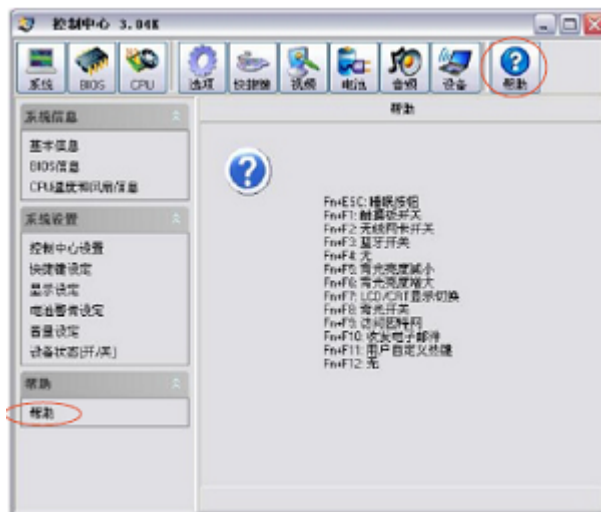 控制中心 3.04K
系统 BIOS CPU 选项 快捷键 视频 电池 音频 设备 帮助
系统信息
基本信息
BIOS信息
CPU温度和风扇信息
系统设置
控制中心设置
快捷键设定
显示设定
电池警告设定
音量设定
设备状态[开/关]
帮助
帮助
帮助
Fn+ESC: 睡眠按钮
Fn+F1: 触摸板开关
Fn+F2: 无线网卡开关
Fn+F3: 蓝牙开关
Fn+F4: 无
Fn+F5: 背光亮度减小
Fn+F6: 背光亮度增大
Fn+F7: LCD/CRT显示切换
Fn+F8: 背光开关
Fn+F9: 访问因特网
Fn+F10: 收发电子邮件
Fn+F11: 用户自定义热键
Fn+F12: 无